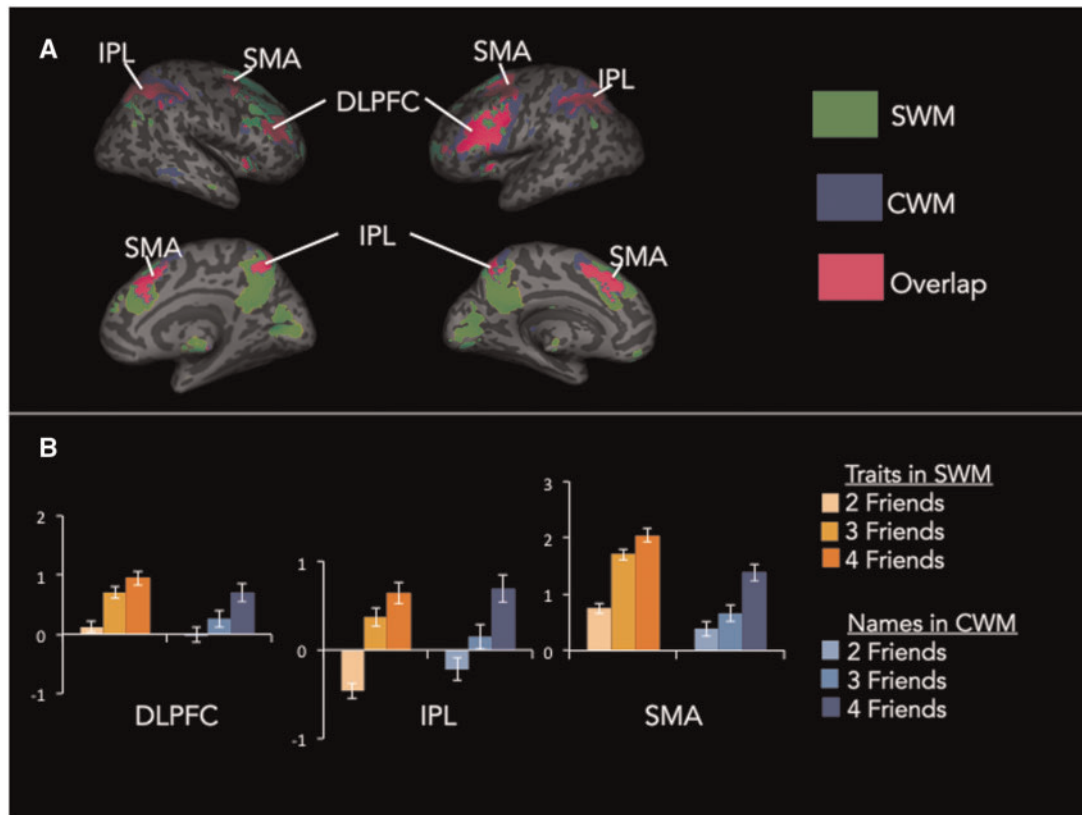 A
IPL
SMA
DLPFC
SMA
IPL
SMA
IPL
SMA
SWM
CWM
Overlap
B
2
1
0
-1
DLPFC
1
0
-1
IPL
3
2
1
0
SMA
Traits in SWM
2 Friends
3 Friends
4 Friends
Names in CWM
2 Friends
3 Friends
4 Friends